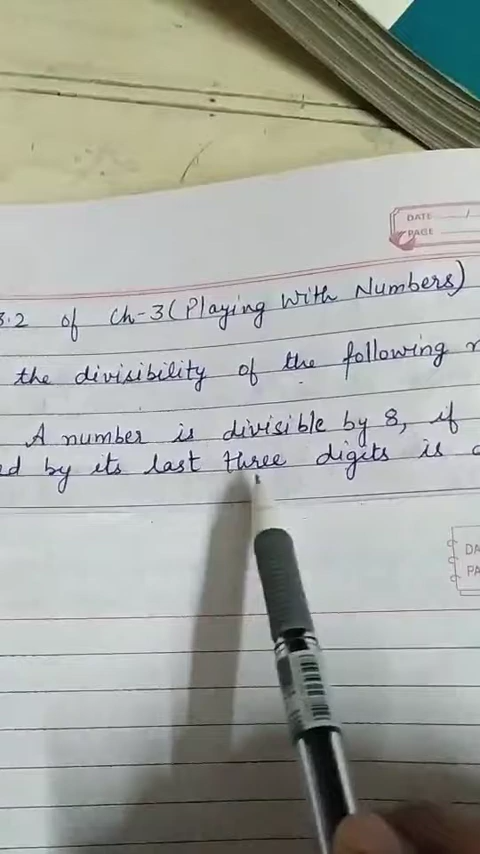 DATE
PAGE
3.2 of Ch-3 (Playing With Numbers)
the divisibility of the following
A number is divisible by 8, if
by its last three digits is